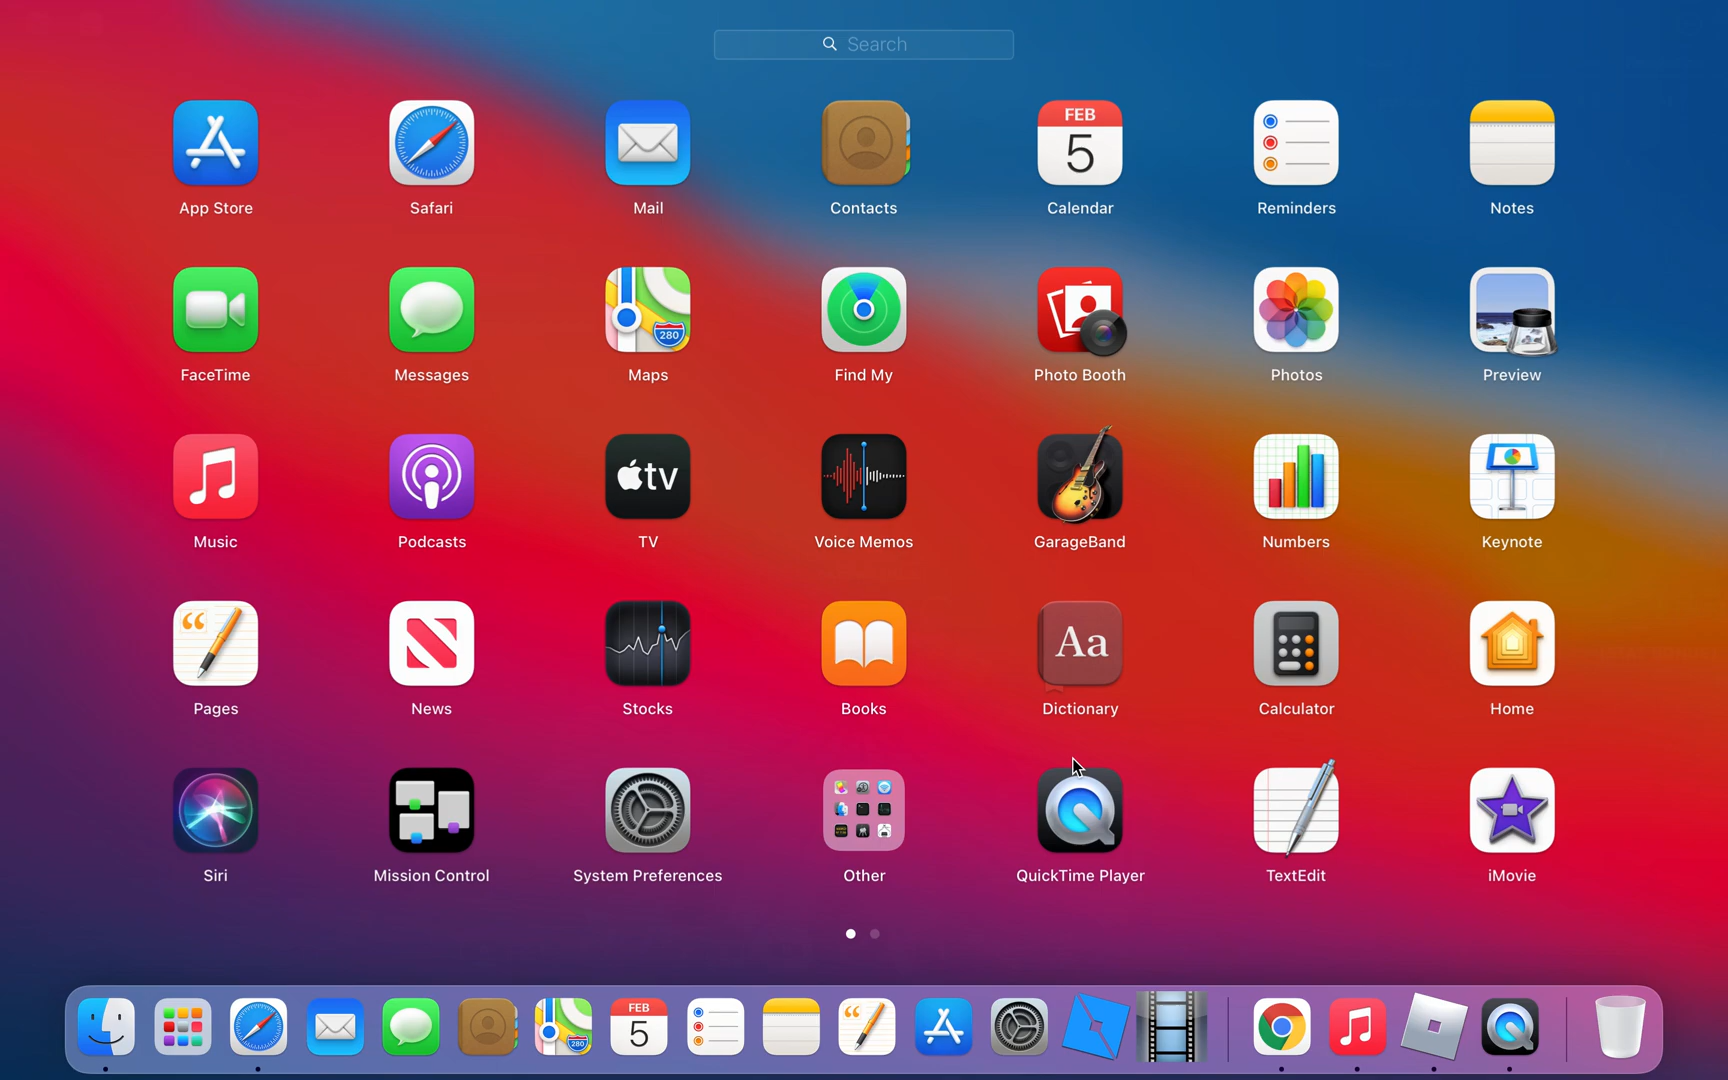 Search
FEB
5
App Store Safari Mail Contacts Calendar Reminders Notes
280
FaceTime Messages Maps Find My Photo Booth Photos Preview
tv
Music Podcasts TV Voice Memos GarageBand Numbers Keynote
“ Aa
Pages News Stocks Books Dictionary Calculator Home
Siri Mission Control System Preferences Other QuickTime Player TextEdit iMovie
280 FEB “
5